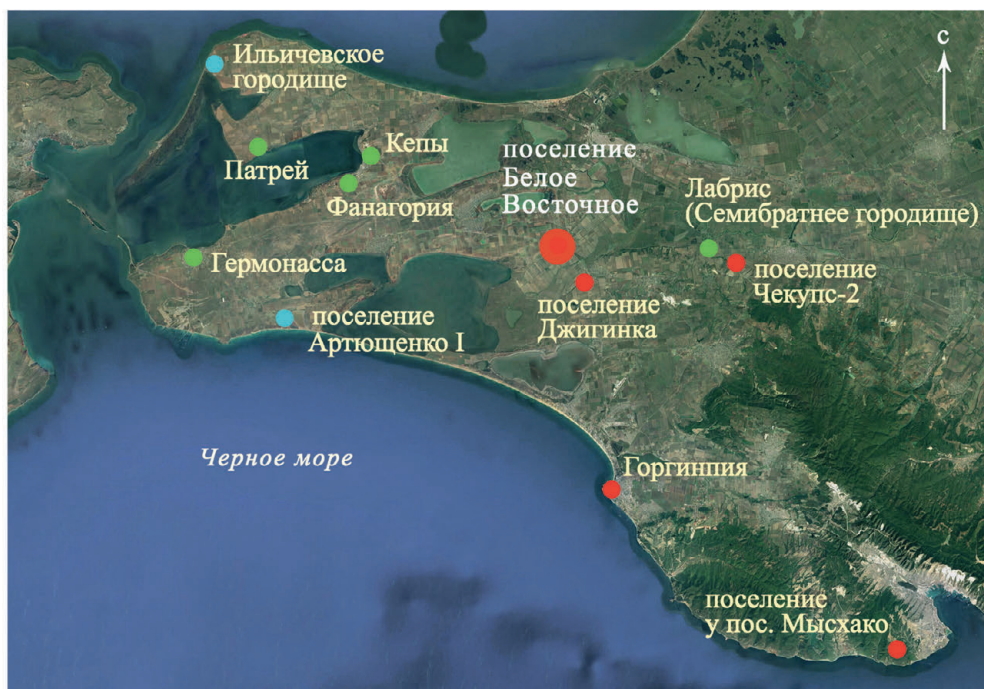 с
Ильичевское
городище
Кепы
Патрей
Фанагория
поселение
Белое
Восточное
Лабрис
(Семибратнее городище)
Гермонасса
поселение
Чекупс-2
поселение
Джигинка
поселение
Артющенко I
Черное море
Горгинпия
поселение
у пос. Мысхако